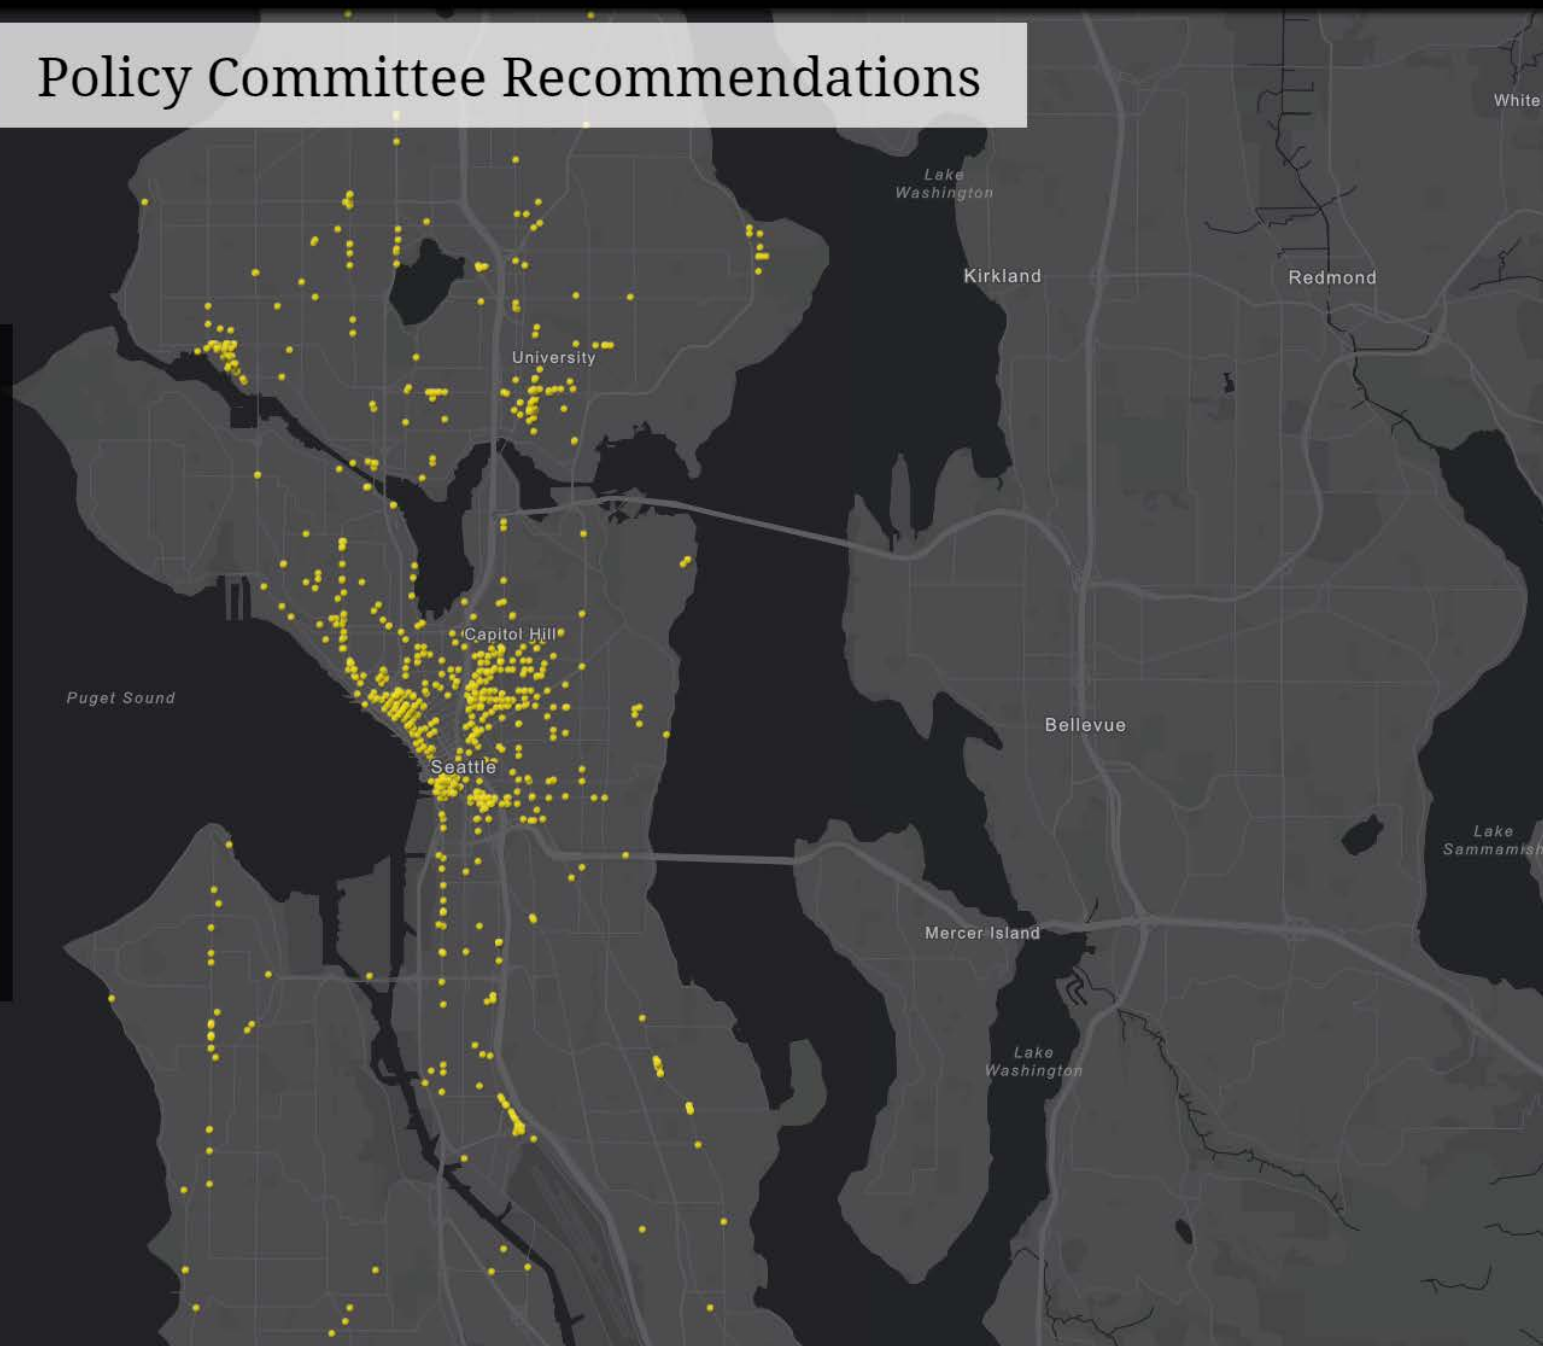 Policy Committee Recommendations
White
Lake
Washington
Kirkland
Redmond
University
Capitol Hill
Puget Sound
Bellevue
Seattle
Lake
Sammamish
Mercer Island
Lake
Washington